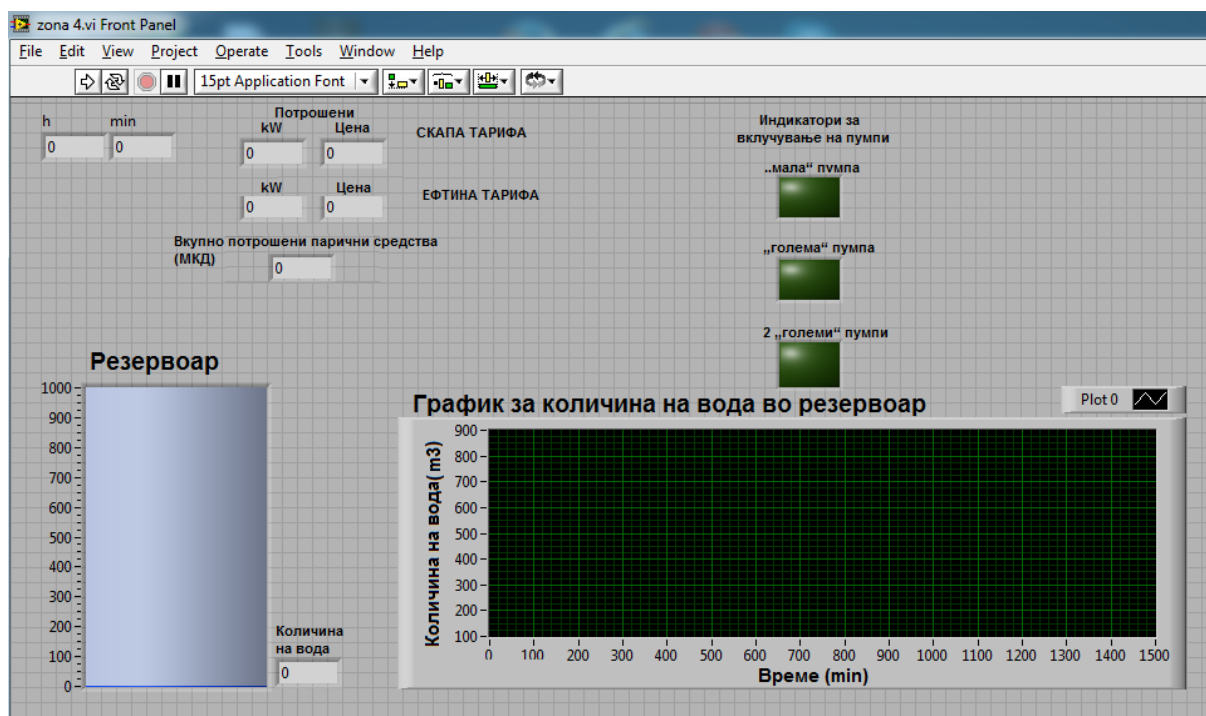 zona 4.vi Front Panel
File Edit View Project Operate Tools Window Help
15pt Application Font
h min
0 0
Потрошени
kW Цена
0 0
СКАПА ТАРИФА
kW Цена
0 0
ЕФТИНА ТАРИФА
Вкупно потрошени парични средства
(МКД)
0
Индикатори за
вклучување на пумпи
„мала“ пумпа
„голема“ пумпа
2 „големи“ пумпи
Резервоар
1000
900
800
700
600
500
400
300
200
100
0
Количина
на вода
0
График за количина на вода во резервоар
Plot 0
Количина на вода( m3)
900
800
700
600
500
400
300
200
100
0 100 200 300 400 500 600 700 800 900 1000 1100 1200 1300 1400 1500
Време (min)